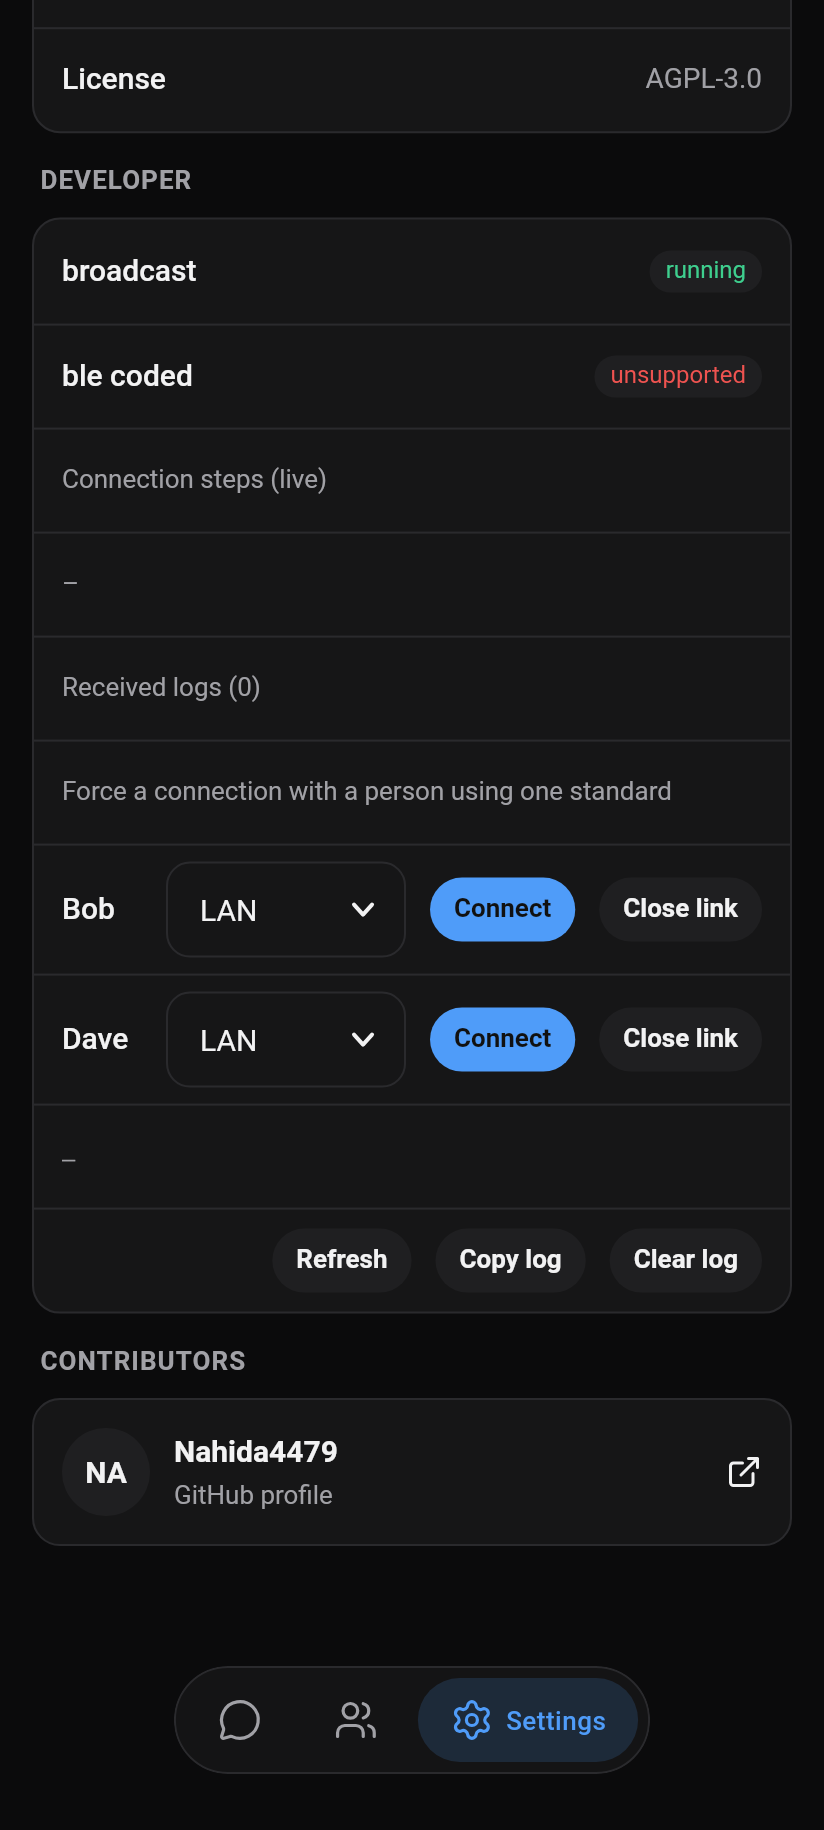 License
AGPL-3.0
DEVELOPER
broadcast
running
ble coded
unsupported
Connection steps (live)
–
Received logs (0)
Force a connection with a person using one standard
Bob
LAN
Connect
Close link
Dave
LAN
Connect
Close link
–
Refresh
Copy log
Clear log
CONTRIBUTORS
NA
Nahida4479
GitHub profile
Settings